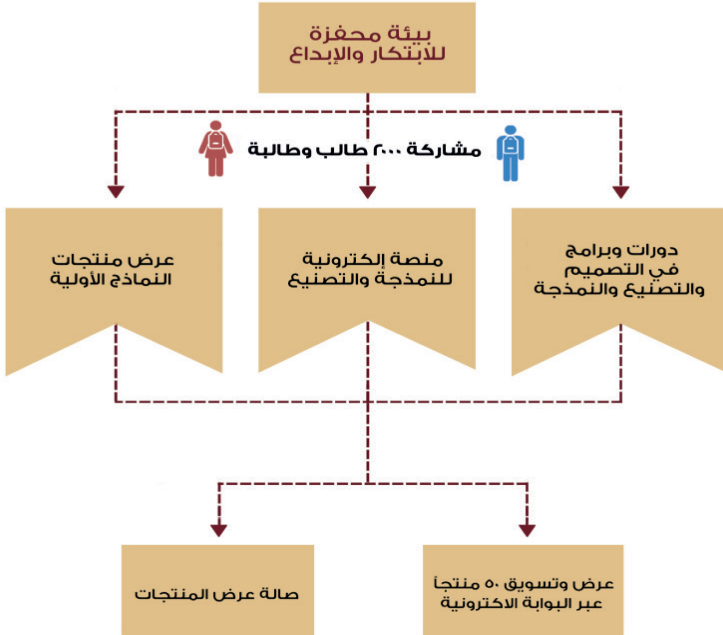 بيئة محفزة
للابتكار والإبداع
مشاركة ٢٠٠٠ طالب وطالبة
دورات وبرامج
في التصميم
والتصنيع والنمذجة
منصة إلكترونية
للنمذجة والتصنيع
عرض منتجات
النماذج الأولية
عرض وتسويق ٥٠ منتجاً
عبر البوابة الاكترونية
صالة عرض المنتجات